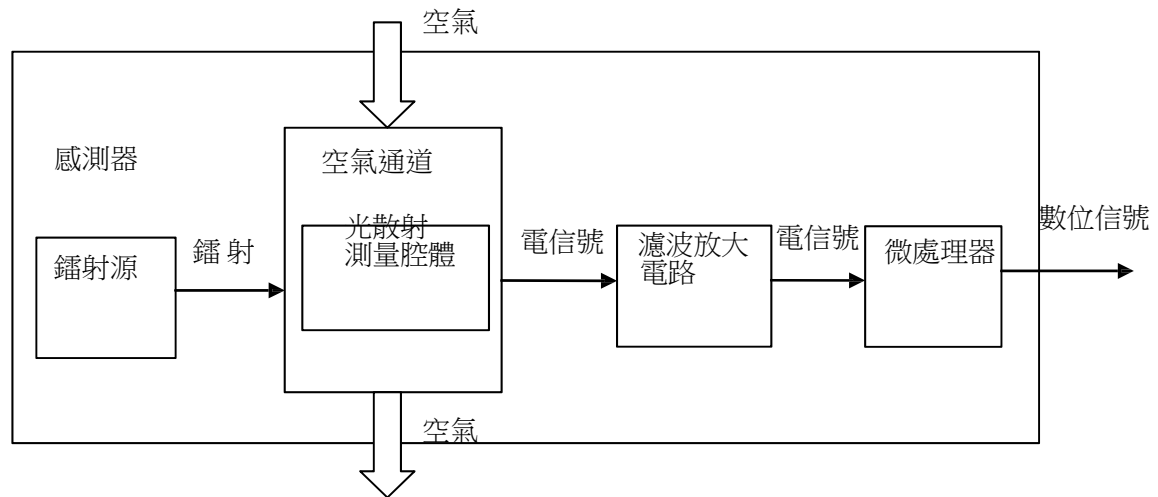 空氣
感測器
空氣通道
光散射
測量腔體
鐳射源
鐳 射
電信號
濾波放大
電路
電信號
微處理器
數位信號
空氣